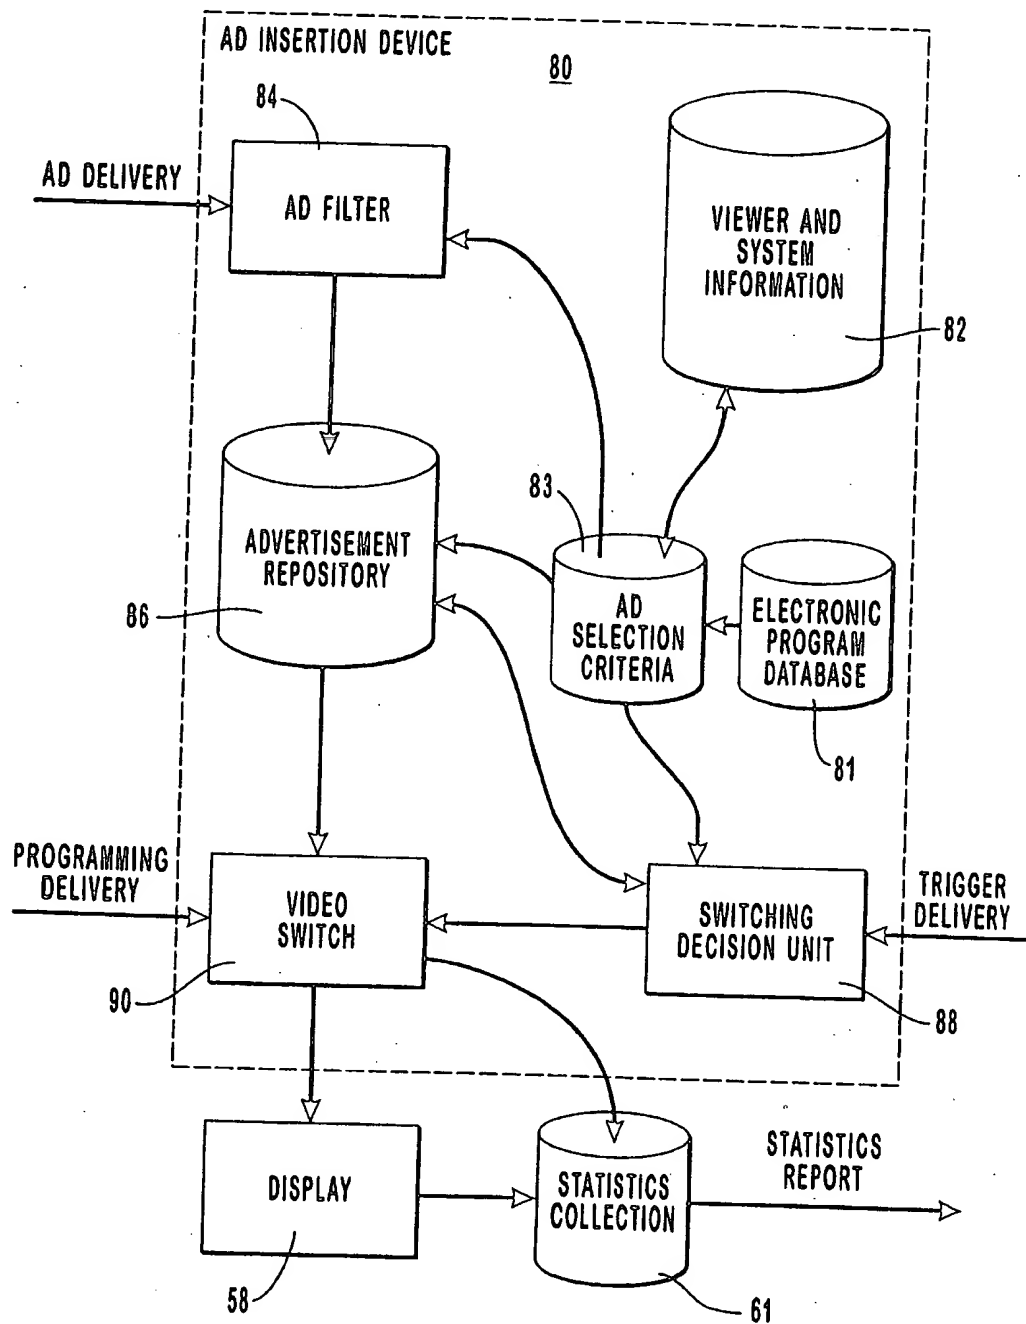 AD INSERTION DEVICE
80
84
AD DELIVERY
AD FILTER
VIEWER AND
SYSTEM
INFORMATION
82
83
ADVERTISEMENT
REPOSITORY
86
AD
SELECTION
CRITERIA
ELECTRONIC
PROGRAM
DATABASE
81
PROGRAMMING
DELIVERY
VIDEO
SWITCH
90
SWITCHING
DECISION UNIT
88
TRIGGER
DELIVERY
DISPLAY
58
STATISTICS
COLLECTION
61
STATISTICS
REPORT